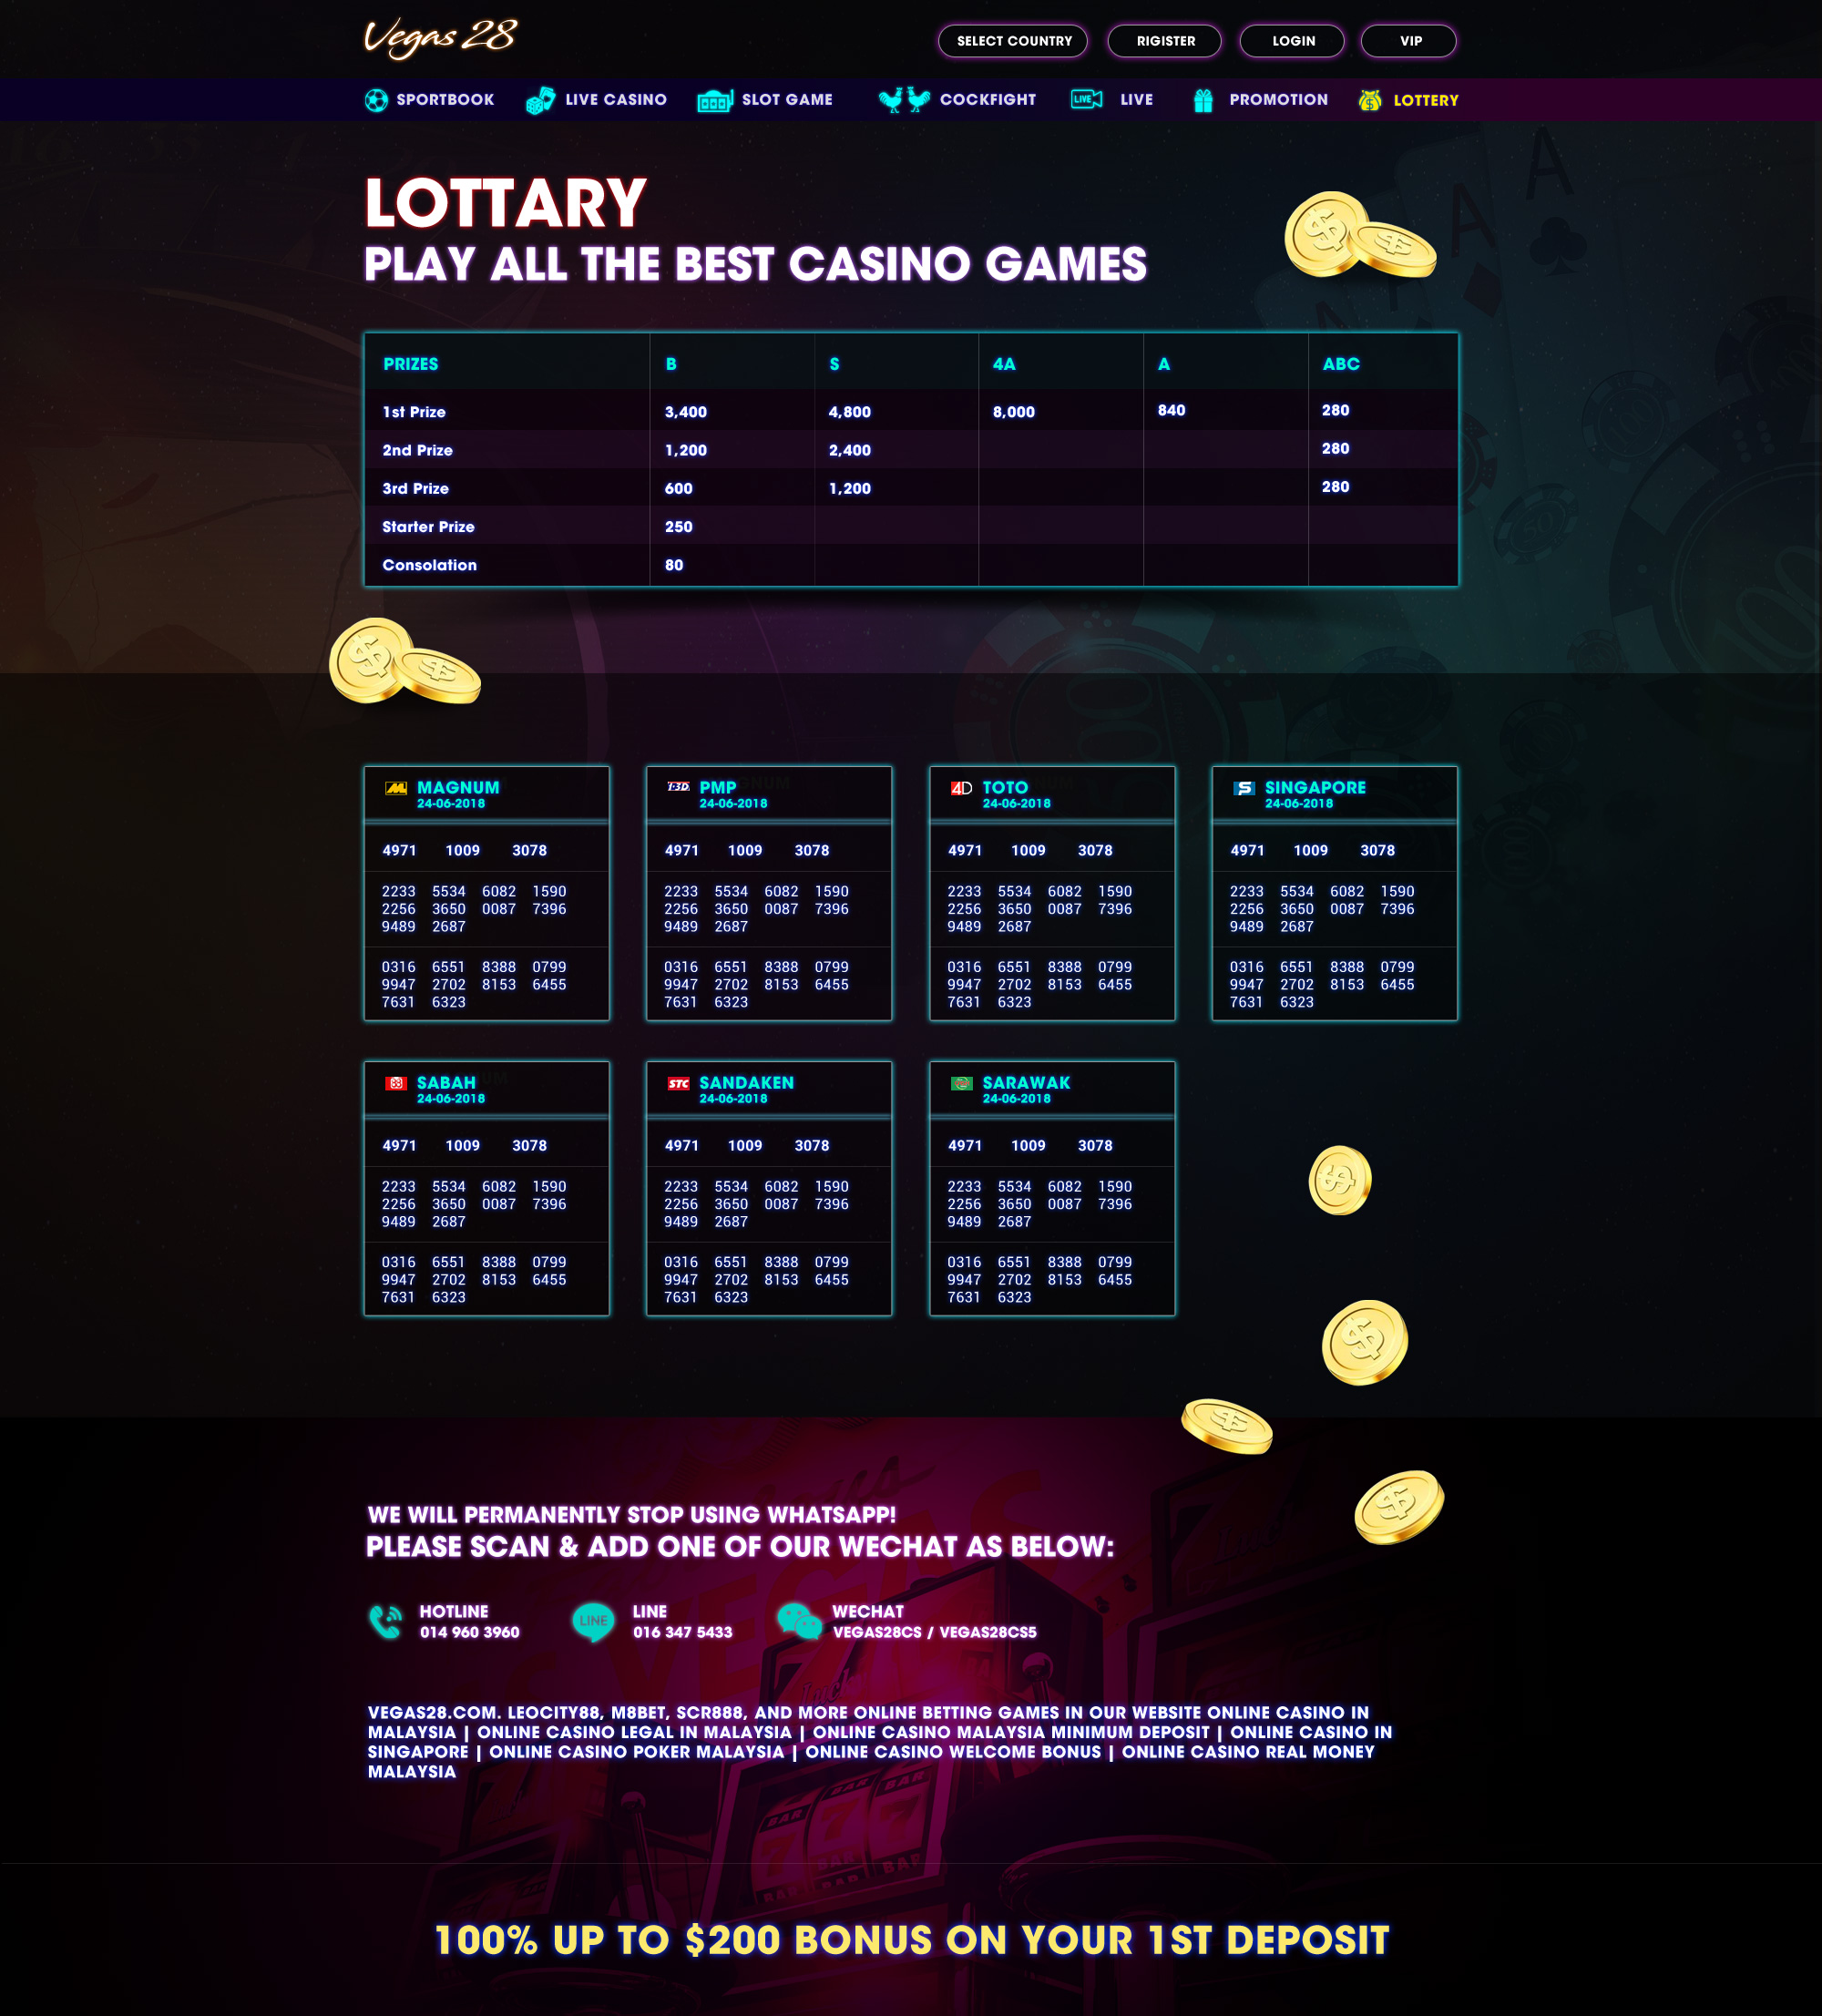 Vegas 28
SELECT COUNTRY RIGISTER LOGIN VIP
SPORTBOOK LIVE CASINO SLOT GAME COCKFIGHT LIVE LIVE PROMOTION LOTTERY
LOTTARY
PLAY ALL THE BEST CASINO GAMES
PRIZES B S 4A A ABC
1st Prize 3,400 4,800 8,000 840 280
2nd Prize 1,200 2,400 280
3rd Prize 600 1,200 280
Starter Prize 250
Consolation 80
MAGNUM
24-06-2018
4971 1009 3078
2233 5534 6082 1590
2256 3650 0087 7396
9489 2687
0316 6551 8388 0799
9947 2702 8153 6455
7631 6323
PMP
24-06-2018
4971 1009 3078
2233 5534 6082 1590
2256 3650 0087 7396
9489 2687
0316 6551 8388 0799
9947 2702 8153 6455
7631 6323
4D TOTO
24-06-2018
4971 1009 3078
2233 5534 6082 1590
2256 3650 0087 7396
9489 2687
0316 6551 8388 0799
9947 2702 8153 6455
7631 6323
S SINGAPORE
24-06-2018
4971 1009 3078
2233 5534 6082 1590
2256 3650 0087 7396
9489 2687
0316 6551 8388 0799
9947 2702 8153 6455
7631 6323
SABAH
24-06-2018
4971 1009 3078
2233 5534 6082 1590
2256 3650 0087 7396
9489 2687
0316 6551 8388 0799
9947 2702 8153 6455
7631 6323
STC SANDAKEN
24-06-2018
4971 1009 3078
2233 5534 6082 1590
2256 3650 0087 7396
9489 2687
0316 6551 8388 0799
9947 2702 8153 6455
7631 6323
SARAWAK
24-06-2018
4971 1009 3078
2233 5534 6082 1590
2256 3650 0087 7396
9489 2687
0316 6551 8388 0799
9947 2702 8153 6455
7631 6323
WE WILL PERMANENTLY STOP USING WHATSAPP!
PLEASE SCAN & ADD ONE OF OUR WECHAT AS BELOW:
HOTLINE
014 960 3960
LINE
LINE
016 347 5433
WECHAT
VEGAS28CS / VEGAS28CS5
VEGAS28.COM. LEOCITY88, M8BET, SCR888, AND MORE ONLINE BETTING GAMES IN OUR WEBSITE ONLINE CASINO IN
MALAYSIA | ONLINE CASINO LEGAL IN MALAYSIA | ONLINE CASINO MALAYSIA MINIMUM DEPOSIT | ONLINE CASINO IN
SINGAPORE | ONLINE CASINO POKER MALAYSIA | ONLINE CASINO WELCOME BONUS | ONLINE CASINO REAL MONEY
MALAYSIA
BAR BAR BAR
7 7 7
BAR BAR BAR
100% UP TO $200 BONUS ON YOUR 1ST DEPOSIT